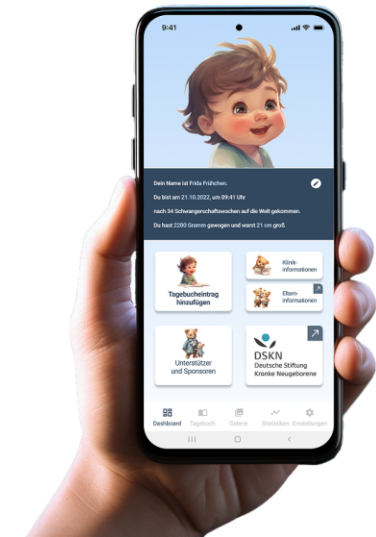 9:41
Dein Name ist Frida Frühchen.
Du bist am 21.10.2022, um 09:41 Uhr
nach 34 Schwangerschaftswochen auf die Welt gekommen.
Du hast 2200 Gramm gewogen und warst 21 cm groß
Tagebucheintrag
hinzufügen
Klinik-
informationen
Eltern-
informationen
Unterstützer
und Sponsoren
DSKN
Deutsche Stiftung
Kranke Neugeborene
Dashboard Tagebuch Galerie Statistiken Einstellungen